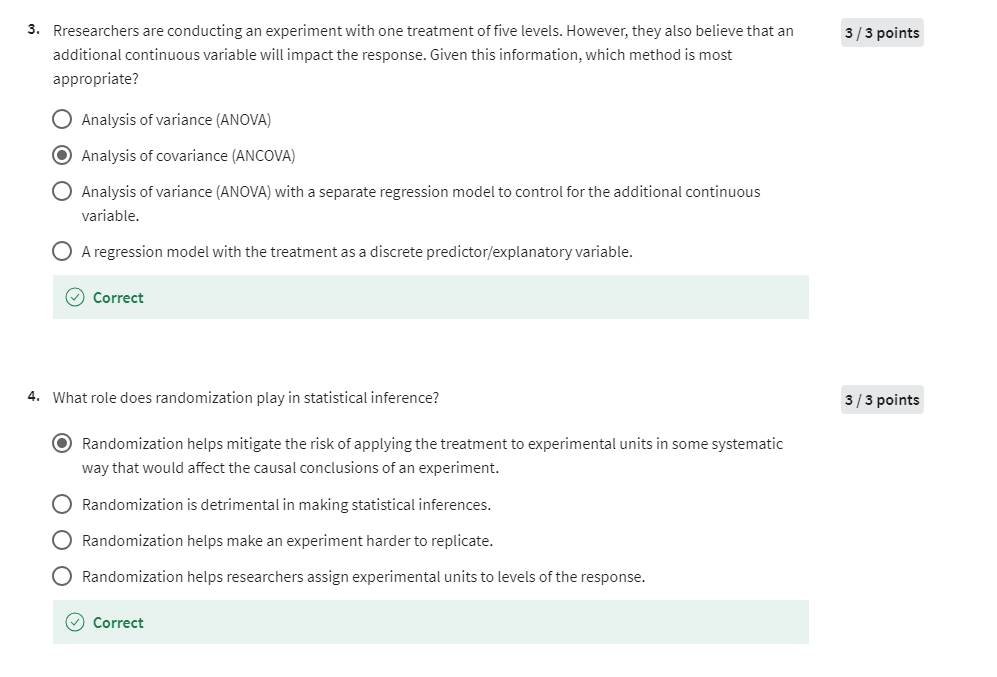 3. Rresearchers are conducting an experiment with one treatment of five levels. However, they also believe that an
3 / 3 points
additional continuous variable will impact the response. Given this information, which method is most
appropriate?
Analysis of variance (ANOVA)
Analysis of covariance (ANCOVA)
Analysis of variance (ANOVA) with a separate regression model to control for the additional continuous
variable.
A regression model with the treatment as a discrete predictor/explanatory variable.
Correct
4. What role does randomization play in statistical inference?
3 / 3 points
Randomization helps mitigate the risk of applying the treatment to experimental units in some systematic
way that would affect the causal conclusions of an experiment.
Randomization is detrimental in making statistical inferences.
Randomization helps make an experiment harder to replicate.
Randomization helps researchers assign experimental units to levels of the response.
Correct